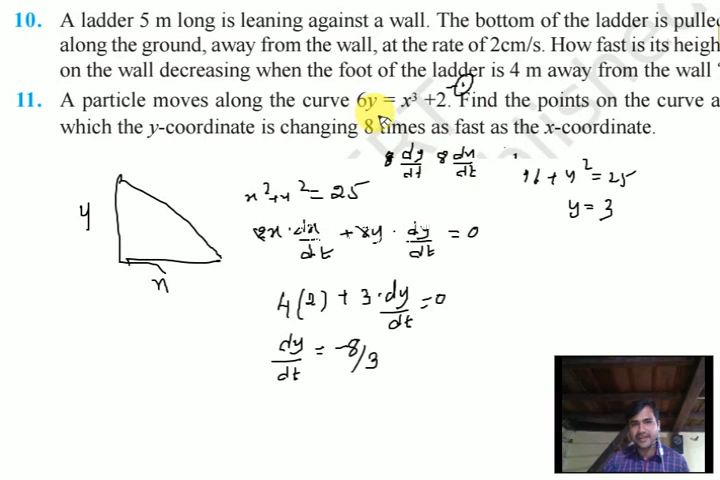 10. A ladder 5 m long is leaning against a wall. The bottom of the ladder is pulle
along the ground, away from the wall, at the rate of 2cm/s. How fast is its heigh
on the wall decreasing when the foot of the ladder is 4 m away from the wall
11. A particle moves along the curve 6y = x³ +2. Find the points on the curve a
which the y-coordinate is changing 8 times as fast as the x-coordinate.
8 dy/dt 8 dx/dt
x² + y² = 25
16 + y² = 25
y = 3
y
x
2x · dx/dt + 2y · dy/dt = 0
4(2) + 3 · dy/dt = 0
dy/dt = -8/3